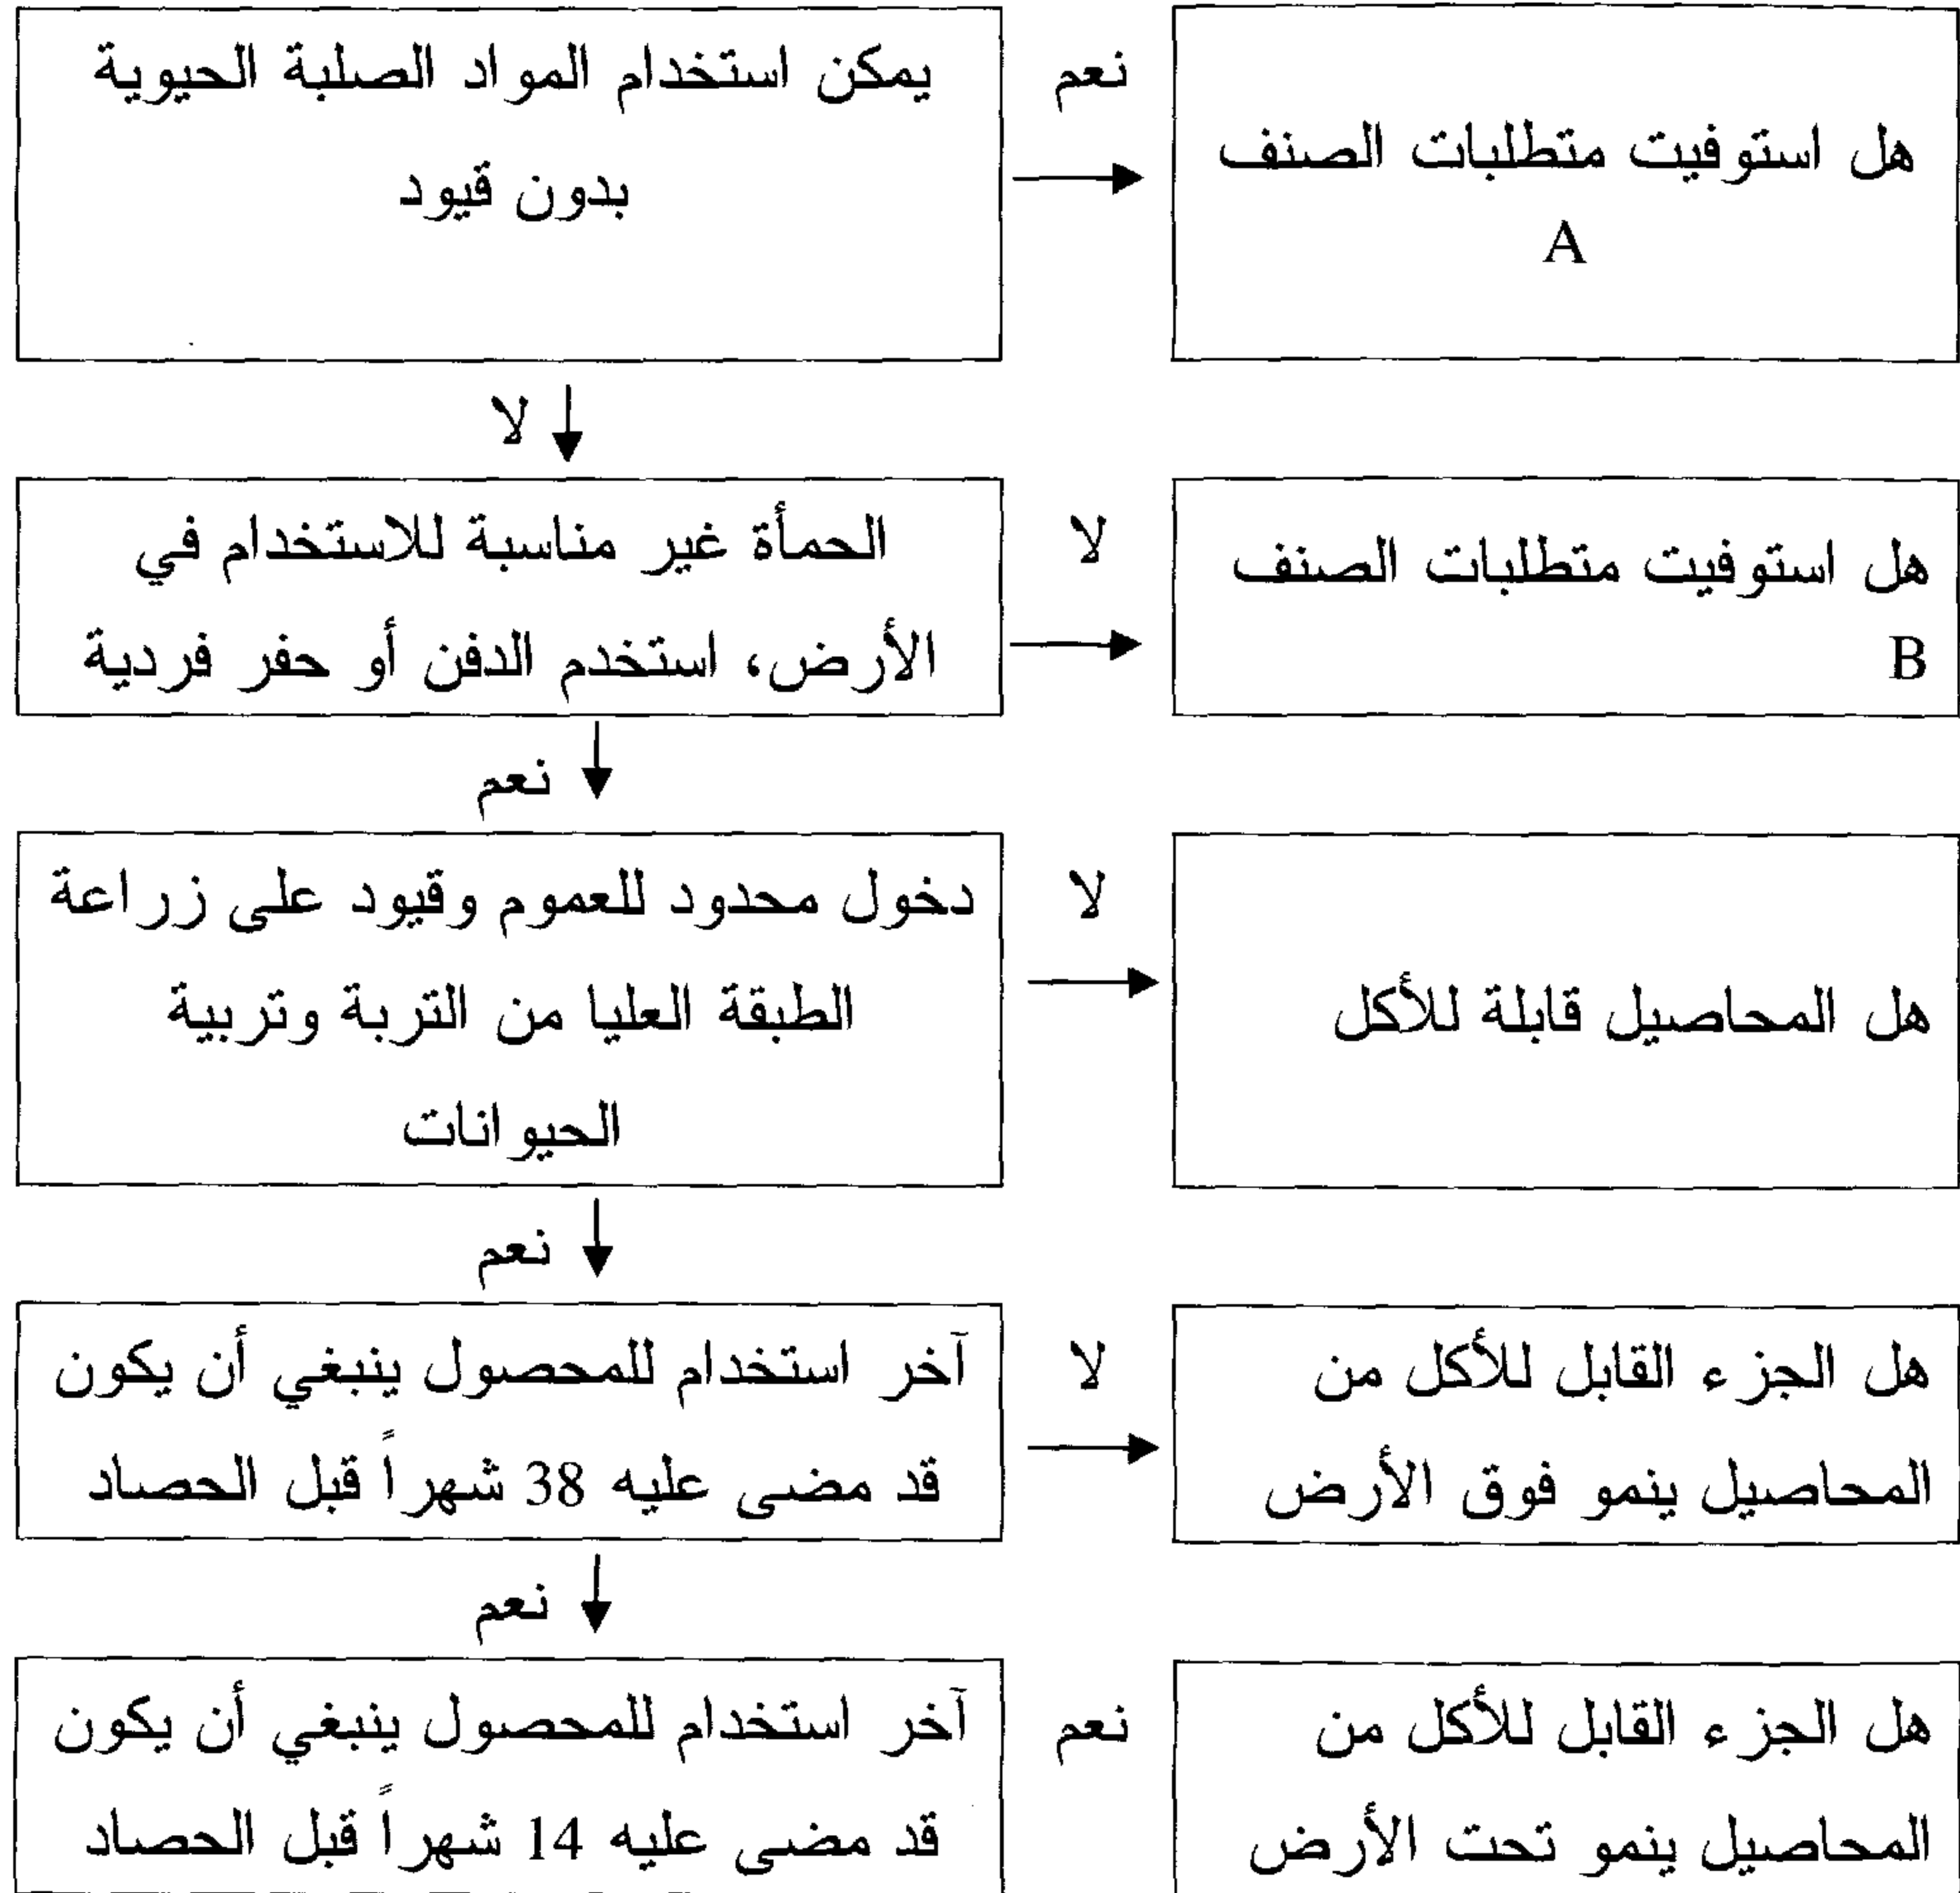 هل استوفيت متطلبات الصنف
A
نعم
يمكن استخدام المواد الصلبة الحيوية
بدون قيود
لا
هل استوفيت متطلبات الصنف
B
لا
الحمأة غير مناسبة للاستخدام في
الأرض، استخدم الدفن أو حفر فردية
نعم
هل المحاصيل قابلة للأكل
لا
دخول محدود للعموم وقيود على زراعة
الطبقة العليا من التربة وتربية
الحيوانات
نعم
هل الجزء القابل للأكل من
المحاصيل ينمو فوق الأرض
لا
آخر استخدام للمحصول ينبغي أن يكون
قد مضى عليه 38 شهراً قبل الحصاد
نعم
هل الجزء القابل للأكل من
المحاصيل ينمو تحت الأرض
نعم
آخر استخدام للمحصول ينبغي أن يكون
قد مضى عليه 14 شهراً قبل الحصاد